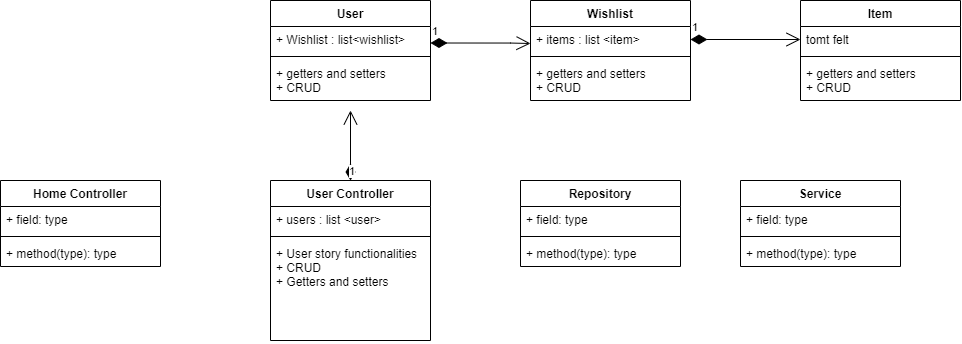 User
+ Wishlist : list<wishlist>
+ getters and setters
+ CRUD
1
Wishlist
+ items : list <item>
+ getters and setters
+ CRUD
1
Item
tomt felt
+ getters and setters
+ CRUD
Home Controller
+ field: type
+ method(type): type
1
User Controller
+ users : list <user>
+ User story functionalities
+ CRUD
+ Getters and setters
Repository
+ field: type
+ method(type): type
Service
+ field: type
+ method(type): type